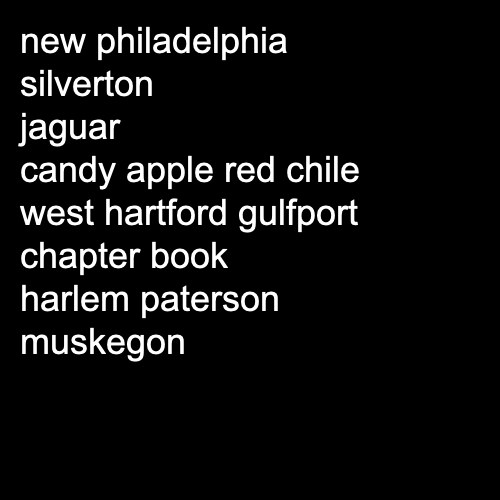 new philadelphia
silverton
jaguar
candy apple red chile
west hartford gulfport
chapter book
harlem paterson
muskegon